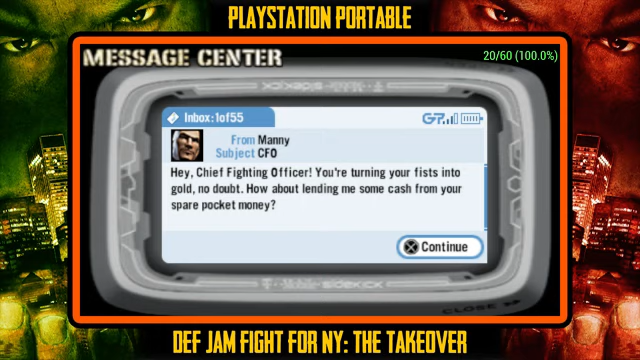 PLAYSTATION PORTABLE
MESSAGE CENTER
20/60 (100.0%)
Inbox:1of55
From Manny
Subject CFO
Hey, Chief Fighting Officer! You're turning your fists into
gold, no doubt. How about lending me some cash from your
spare pocket money?
Continue
SIDEKICK
CLOSE
DEF JAM FIGHT FOR NY: THE TAKEOVER